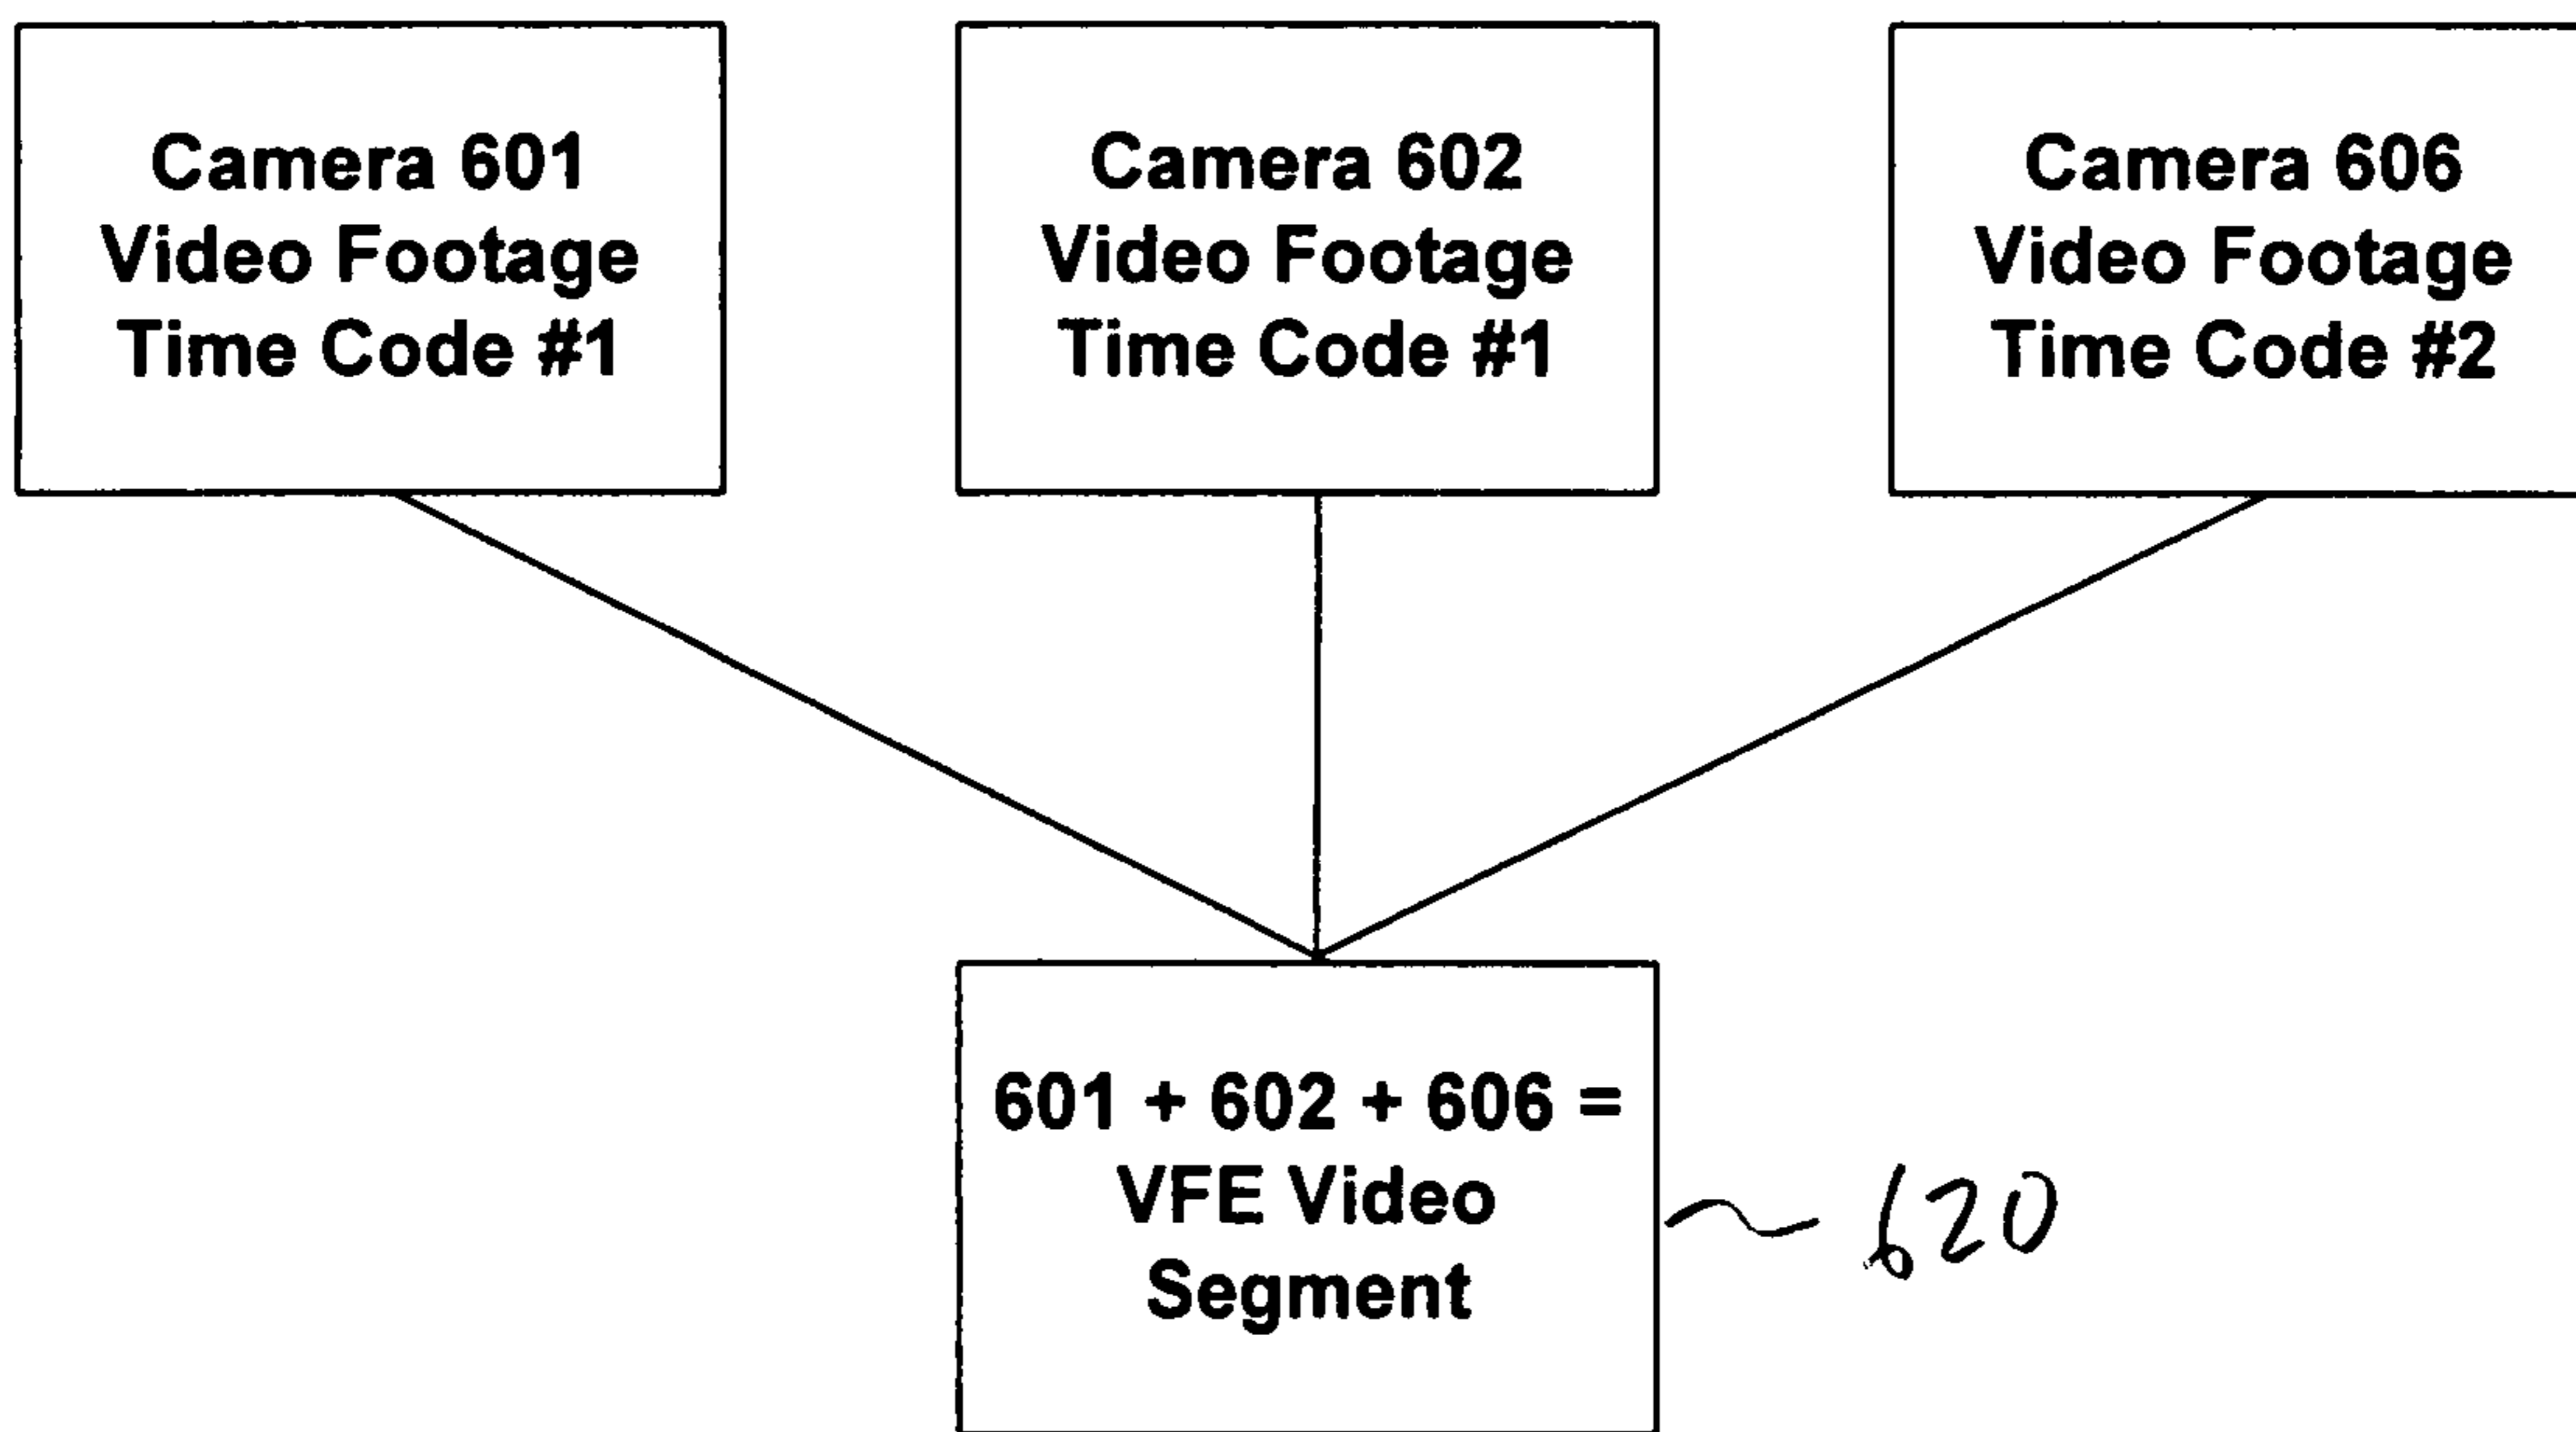 Camera 601
Video Footage
Time Code #1
Camera 602
Video Footage
Time Code #1
Camera 606
Video Footage
Time Code #2
601 + 602 + 606 =
VFE Video
Segment
620